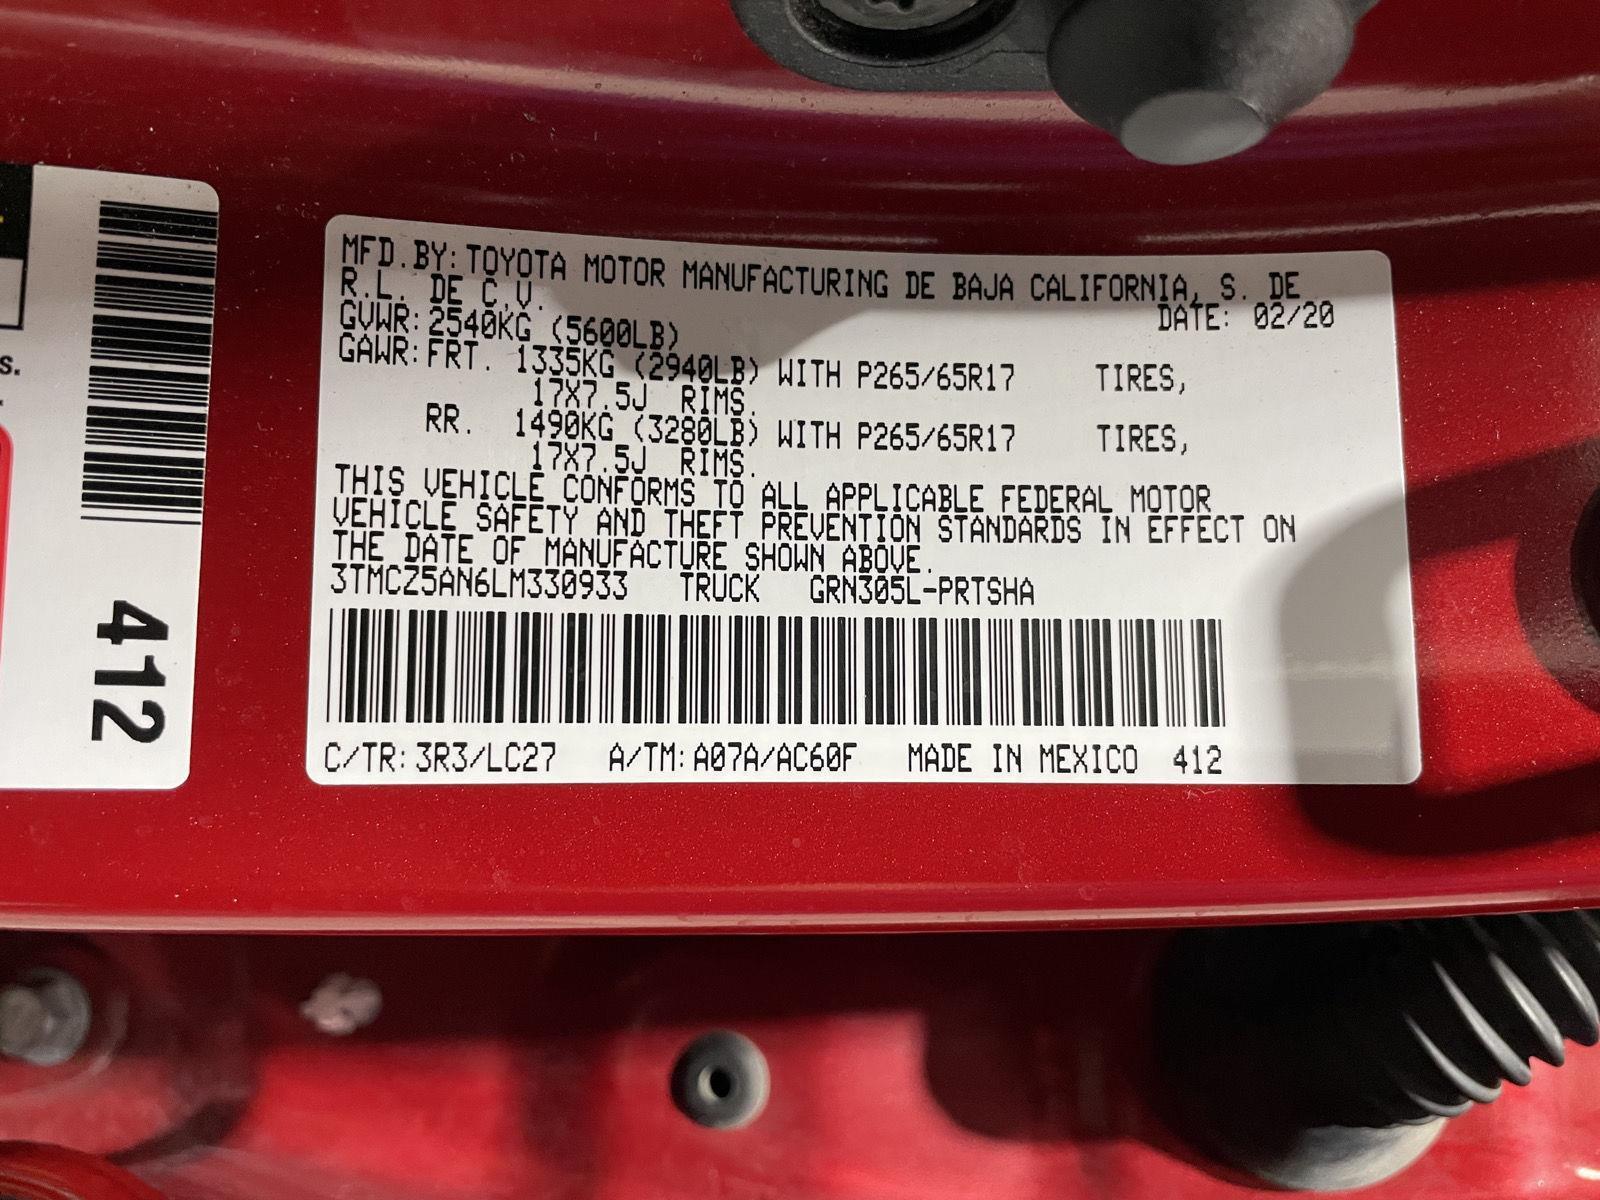 MFD.BY:TOYOTA MOTOR MANUFACTURING DE BAJA CALIFORNIA, S. DE
R.L. DE C.V.
DATE: 02/20
GVWR:2540KG (5600LB)
GAWR:FRT. 1335KG (2940LB) WITH P265/65R17 TIRES,
17X7.5J RIMS.
RR. 1490KG (3280LB) WITH P265/65R17 TIRES,
17X7.5J RIMS.
THIS VEHICLE CONFORMS TO ALL APPLICABLE FEDERAL MOTOR
VEHICLE SAFETY AND THEFT PREVENTION STANDARDS IN EFFECT ON
THE DATE OF MANUFACTURE SHOWN ABOVE.
3TMCZ5AN6LM330933 TRUCK GRN305L-PRTSHA
C/TR:3R3/LC27 A/TM:A07A/AC60F MADE IN MEXICO 412
412